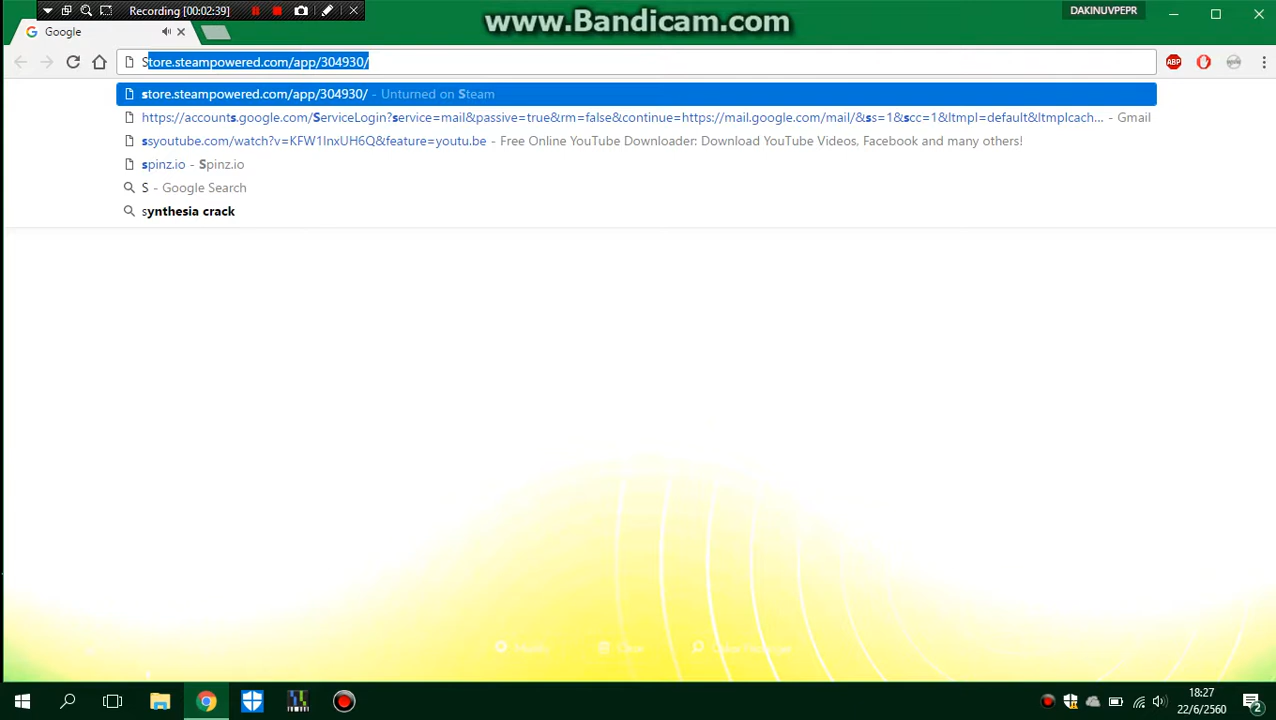 www.Bandicam.com
Recording [00:02:39]
DAKINUVPEPR
Google
Store.steampowered.com/app/304930/
store.steampowered.com/app/304930/ - Unturned on Steam
https://accounts.google.com/ServiceLogin?service=mail&passive=true&rm=false&continue=https://mail.google.com/mail/&ss=1&scc=1&ltmpl=default&ltmplcach... - Gmail
ssyoutube.com/watch?v=KFW1InxUH6Q&feature=youtu.be - Free Online YouTube Downloader: Download YouTube Videos, Facebook and many others!
spinz.io - Spinz.io
S - Google Search
synthesia crack
ABP
18:27
22/6/2560
2